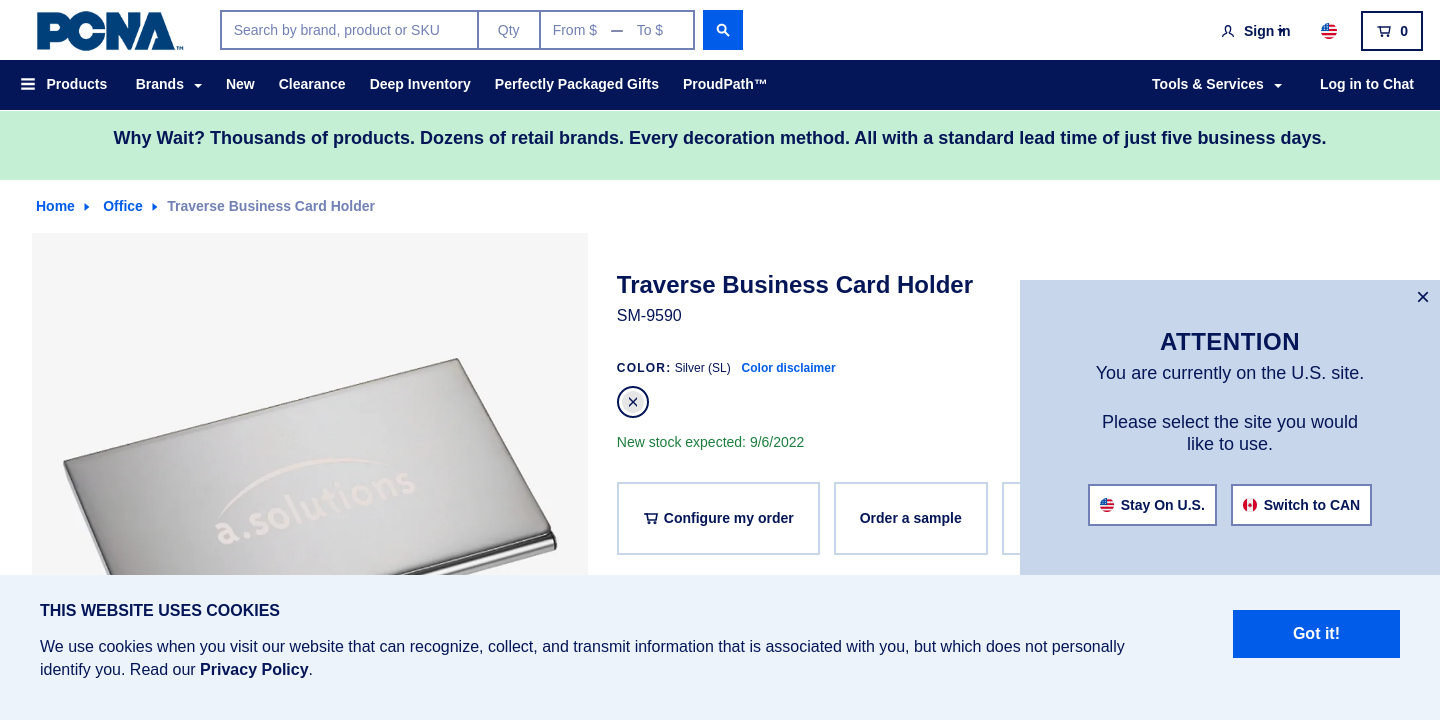 PCNA™
Search by brand, product or SKU
Qty
From $ — To $
Sign in
0
Products
Brands
New
Clearance
Deep Inventory
Perfectly Packaged Gifts
ProudPath™
Tools & Services
Log in to Chat
Why Wait? Thousands of products. Dozens of retail brands. Every decoration method. All with a standard lead time of just five business days.
Home
Office
Traverse Business Card Holder
a.solutions
Traverse Business Card Holder
SM-9590
COLOR: Silver (SL) Color disclaimer
New stock expected: 9/6/2022
Configure my order
Order a sample
ATTENTION
You are currently on the U.S. site.
Please select the site you would
like to use.
Stay On U.S.
Switch to CAN
THIS WEBSITE USES COOKIES
We use cookies when you visit our website that can recognize, collect, and transmit information that is associated with you, but which does not personally
identify you. Read our Privacy Policy.
Got it!